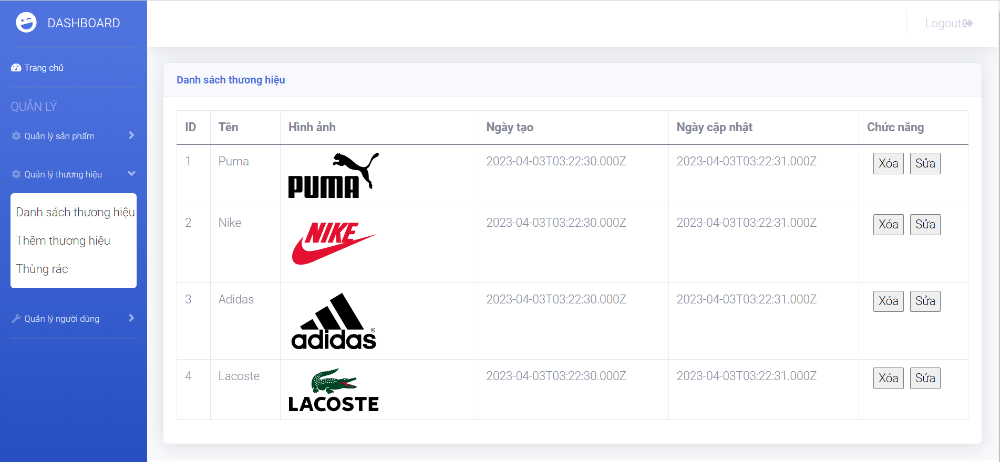 DASHBOARD
Logout
Trang chủ
QUẢN LÝ
Quản lý sản phẩm
Quản lý thương hiệu
Danh sách thương hiệu
Thêm thương hiệu
Thùng rác
Quản lý người dùng
Danh sách thương hiệu
ID Tên Hình ảnh Ngày tạo Ngày cập nhật Chức năng
1 Puma PUMA 2023-04-03T03:22:30.000Z 2023-04-03T03:22:31.000Z Xóa Sửa
2 Nike NIKE 2023-04-03T03:22:30.000Z 2023-04-03T03:22:31.000Z Xóa Sửa
3 Adidas adidas® 2023-04-03T03:22:30.000Z 2023-04-03T03:22:31.000Z Xóa Sửa
4 Lacoste LACOSTE 2023-04-03T03:22:30.000Z 2023-04-03T03:22:31.000Z Xóa Sửa